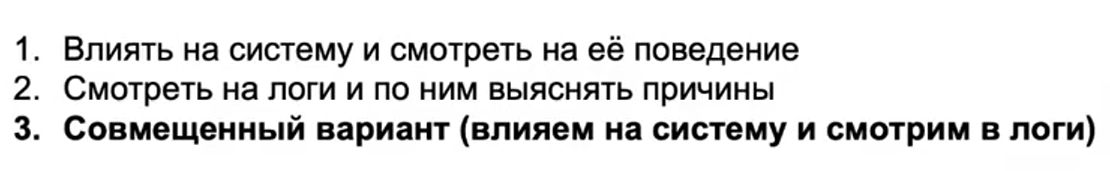 1. Влиять на систему и смотреть на её поведение
2. Смотреть на логи и по ним выяснять причины
3. Совмещенный вариант (влияем на систему и смотрим в логи)